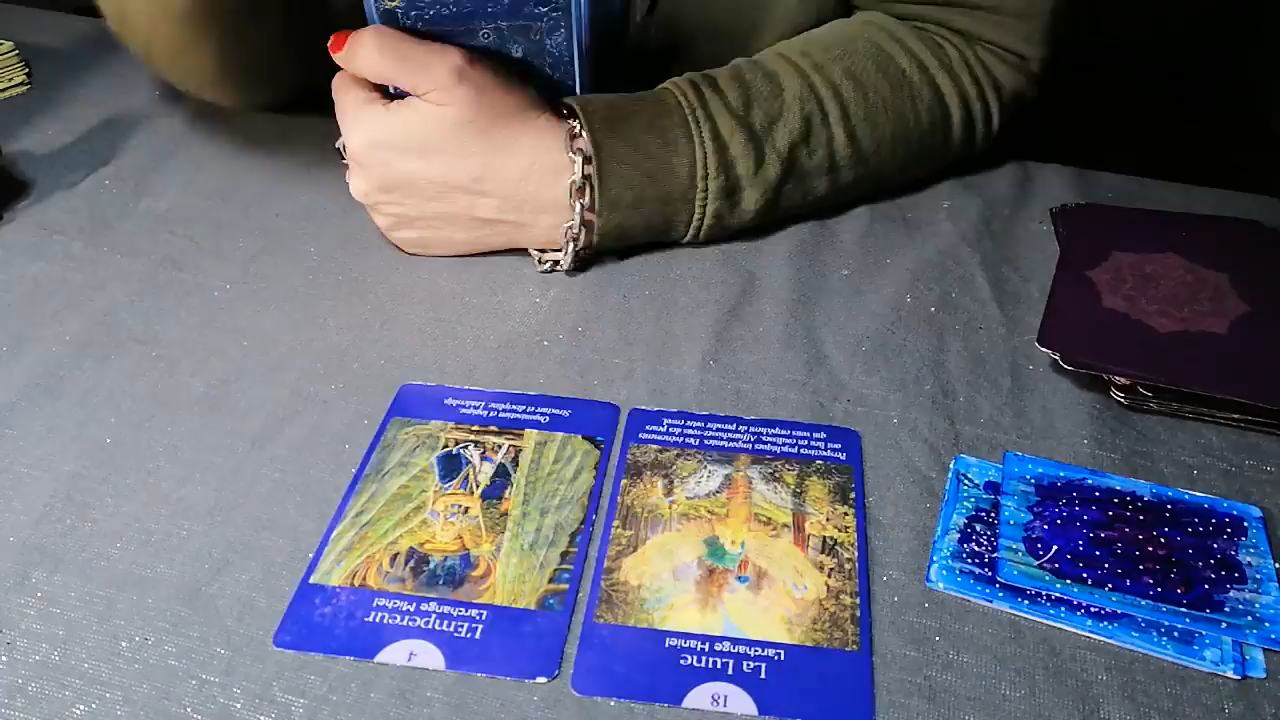 4
L'Empereur
L'archange Michel
Organisation et logique.
Structure et discipline. Leadership.
18
La Lune
L'archange Haniel
Perspectives psychiques importantes. Des événements
ont lieu en coulisses. Affranchissez-vous des peurs
qui vous empêchent de prendre votre envol.